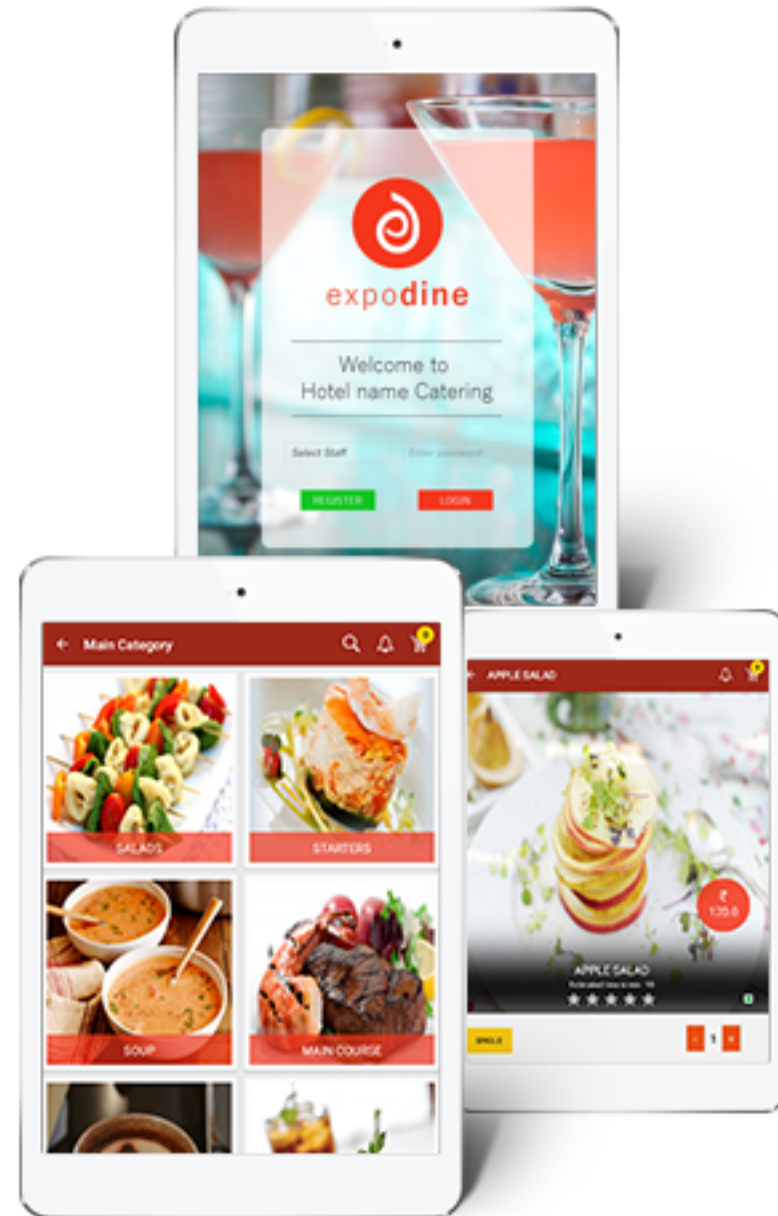 expodine
Welcome to
Hotel name Catering
Select Staff
Enter password
REGISTER
LOGIN
Main Category
0
SALADS
STARTERS
SOUP
MAIN COURSE
APPLE SALAD
₹
120.0
APPLE SALAD
SINGLE
- 1 +